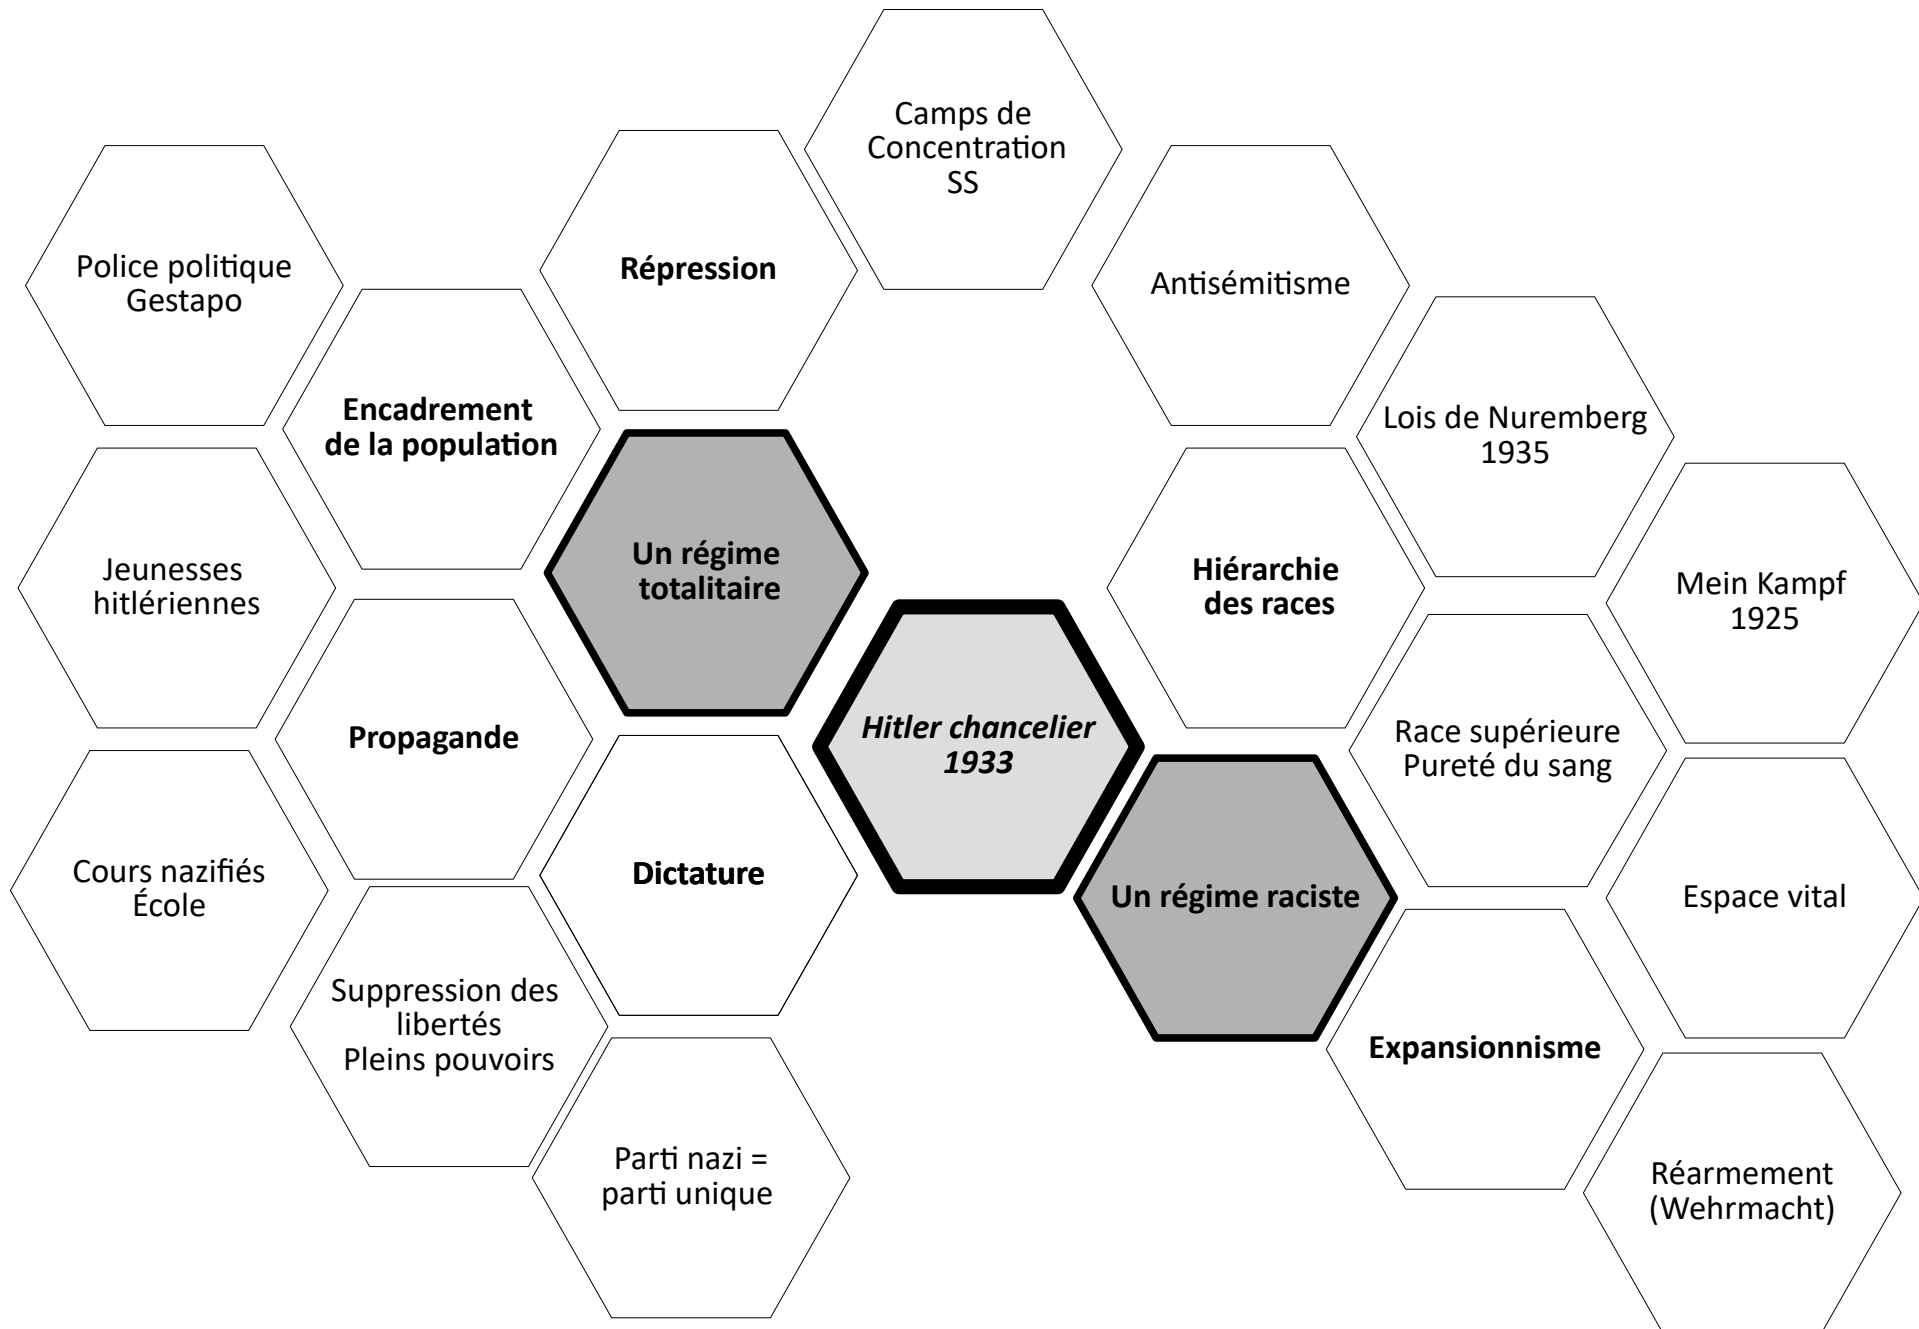 Camps de
Concentration
SS
Police politique
Gestapo
Répression
Antisémitisme
Encadrement
de la population
Lois de Nuremberg
1935
Un régime
totalitaire
Jeunesses
hitlériennes
Hiérarchie
des races
Mein Kampf
1925
Propagande
Hitler chancelier
1933
Race supérieure
Pureté du sang
Cours nazifiés
École
Dictature
Un régime raciste
Espace vital
Suppression des
libertés
Pleins pouvoirs
Expansionnisme
Parti nazi =
parti unique
Réarmement
(Wehrmacht)